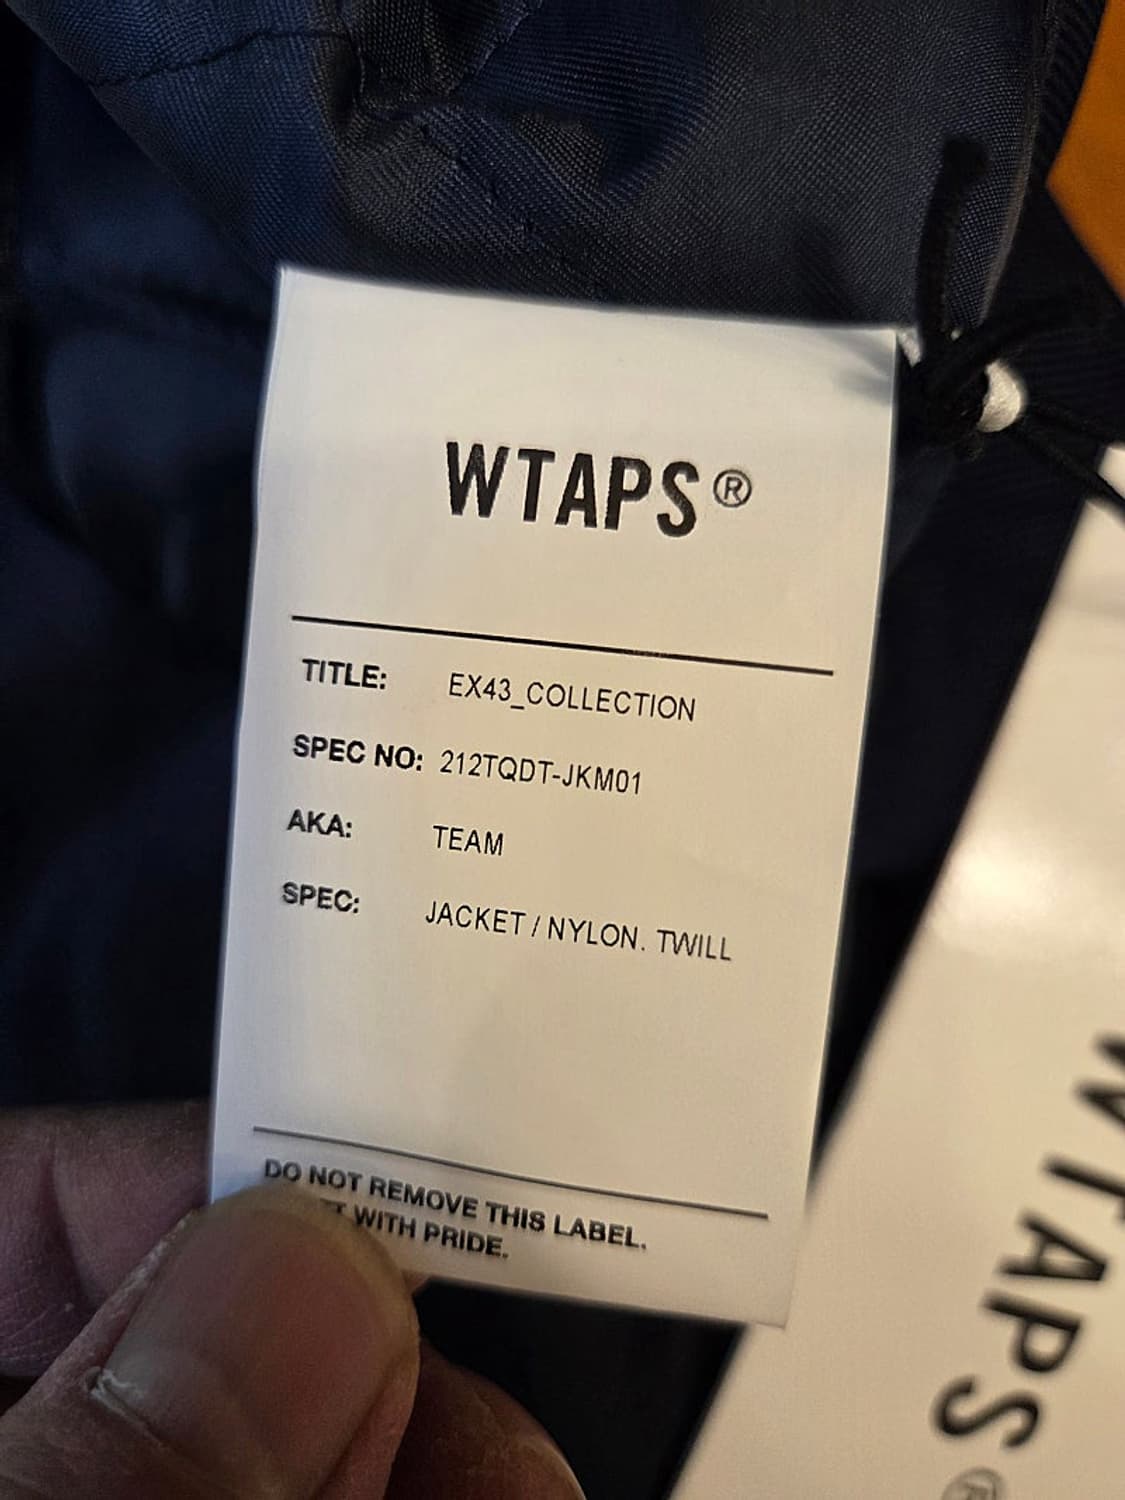 WTAPS®
TITLE: EX43_COLLECTION
SPEC NO: 212TQDT-JKM01
AKA: TEAM
SPEC: JACKET / NYLON. TWILL
DO NOT REMOVE THIS LABEL.
WITH PRIDE.
WTAPS®